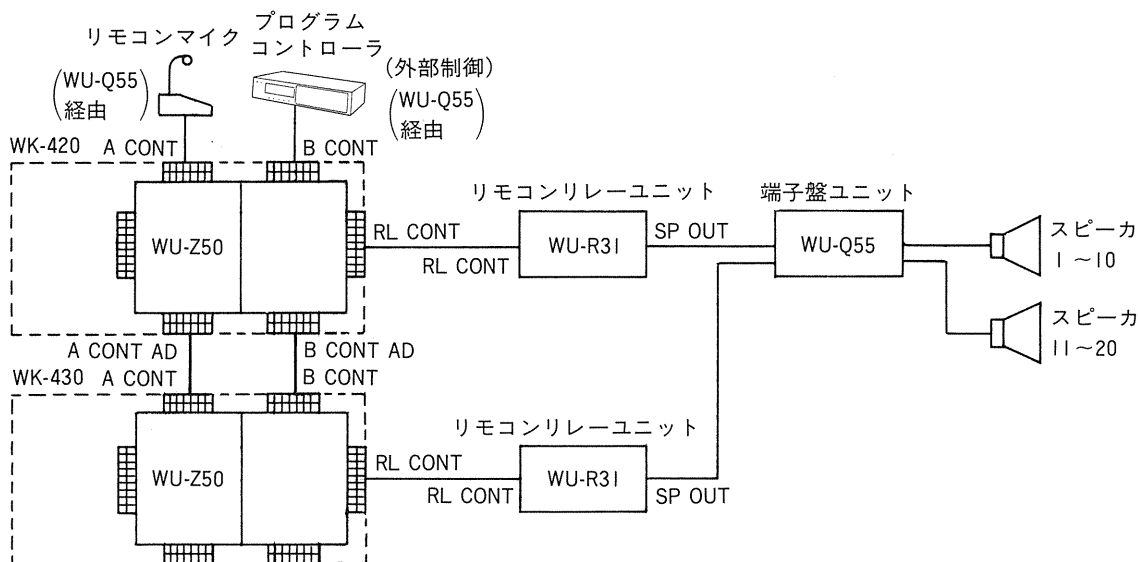 リモコンマイク
(WU-Q55)
経由
プログラム
コントローラ
(外部制御)
(WU-Q55)
経由
WK-420
A CONT
B CONT
WU-Z50
RL CONT
RL CONT
リモコンリレーユニット
WU-R31
SP OUT
端子盤ユニット
WU-Q55
スピーカ
1～10
スピーカ
11～20
A CONT AD
B CONT AD
WK-430
A CONT
B CONT
WU-Z50
RL CONT
RL CONT
リモコンリレーユニット
WU-R31
SP OUT